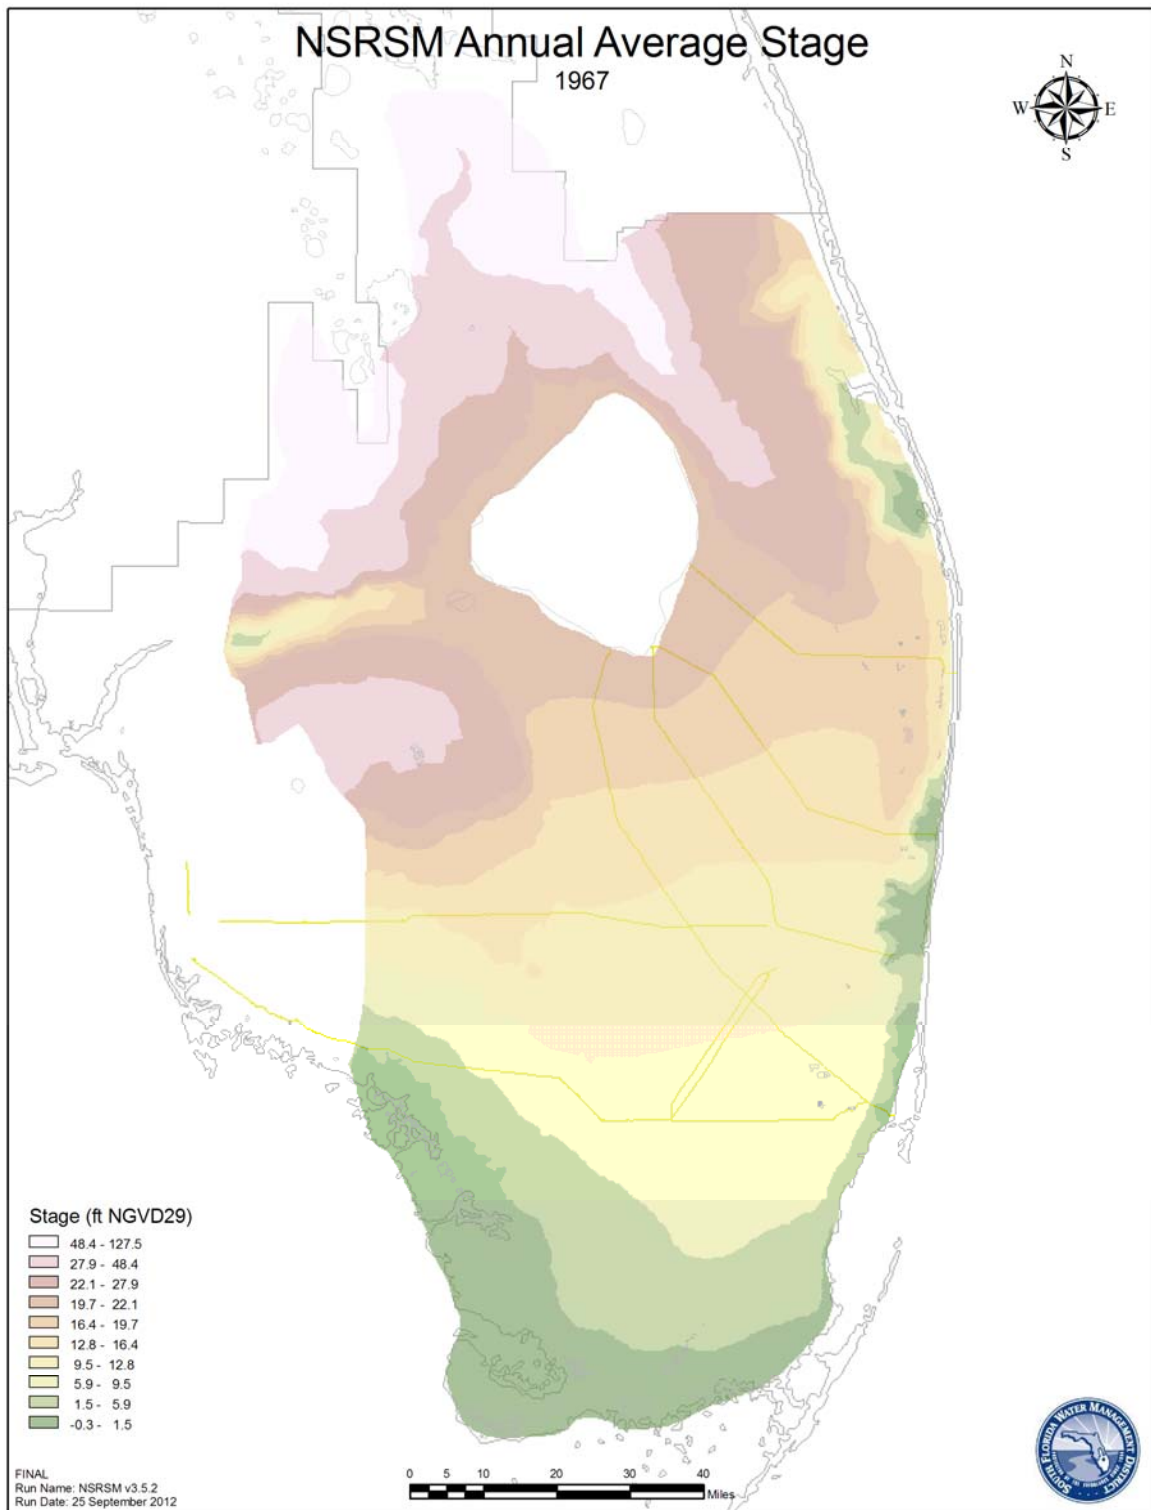 NSRSM Annual Average Stage
1967
N
W E
S
Stage (ft NGVD29)
48.4 - 127.5
27.9 - 48.4
22.1 - 27.9
19.7 - 22.1
16.4 - 19.7
12.8 - 16.4
9.5 - 12.8
5.9 - 9.5
1.5 - 5.9
-0.3 - 1.5
FINAL
Run Name: NSRSM v3.5.2
Run Date: 25 September 2012
0 5 10 20 30 40
Miles
SOUTH FLORIDA WATER MANAGEMENT DISTRICT